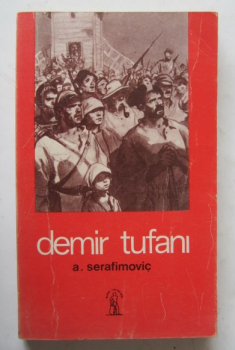 demir tufanı
a. serafimoviç